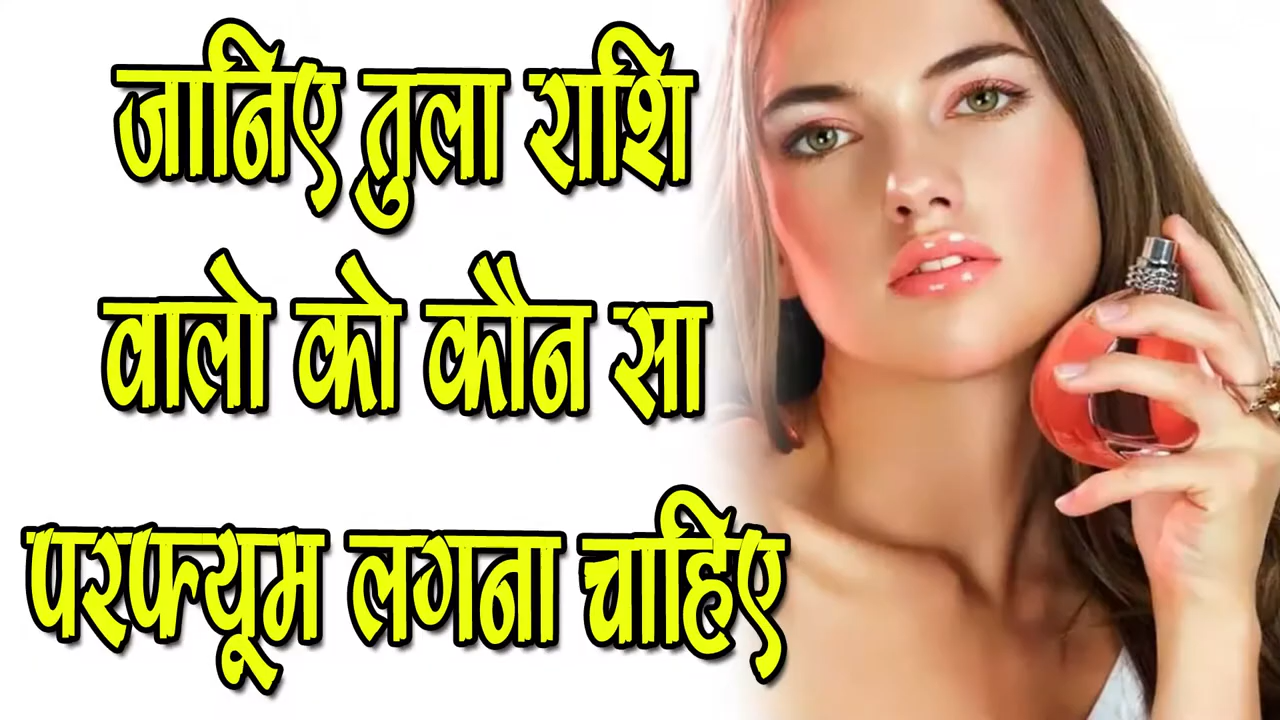 जानिए तुला राशि
वालो को कौन सा
परफ्यूम लगना चाहिए